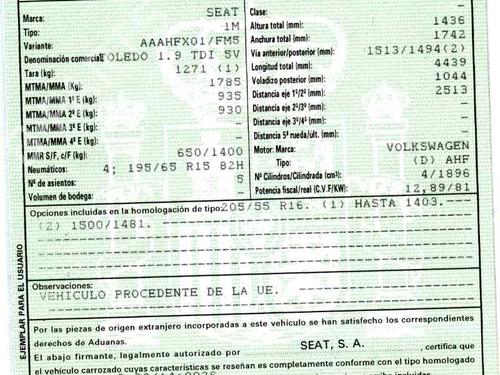 Marca: SEAT
Tipo: 1M
Variante: AAAHFX01/FM5
Denominación comercial: TOLEDO 1.9 TDI 5V
Tara (kg): 1271 (1)
MTMA/MMA (Kg): 1785
MTMA/MMA 1º E (kg): 935
MTMA/MMA 2º E (kg): 930
MTMA/MMA 3º E (kg): -
MTMA/MMA 4º E (kg): -
MMR S/F, c/F (kg): 650/1400
Neumáticos: 4; 195/65 R15 82H
Nº de asientos: 5
Volumen de bodega: -
Clase: -
Altura total (mm): 1436
Anchura total (mm): 1742
Vía anterior/posterior (mm): 1513/1494(2)
Longitud total (mm): 4439
Voladizo posterior (mm): 1044
Distancia eje 1º/2º (mm): 2513
Distancia eje 2º/3º (mm): -
Distancia eje 3º/4º (mm): -
Distancia 5ª rueda/últ. (mm): -
Motor: Marca: VOLKSWAGEN
Tipo: (D) AHF
Nº Cilindros/Cilindrada (cm³): 4/1896
Potencia fiscal/real (C.V.F/KW): 12,89/81
Opciones incluidas en la homologación de tipo 205/55 R16. (1) HASTA 1403.
(2) 1500/1481.
Observaciones:
VEHICULO PROCEDENTE DE LA UE.
EJEMPLAR PARA EL USUARIO
Por las piezas de origen extranjero incorporadas a este vehículo se han satisfecho los correspondientes
derechos de Aduanas.
El abajo firmante, legalmente autorizado por SEAT, S. A. , certifica que
el vehículo carrozado cuyas características se reseñan es completamente conforme con el tipo homologado